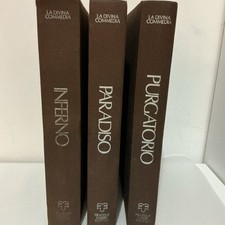 LA DIVINA
COMMEDIA
INFERNO
LA DIVINA
COMMEDIA
PARADISO
LA DIVINA
COMMEDIA
PURGATORIO